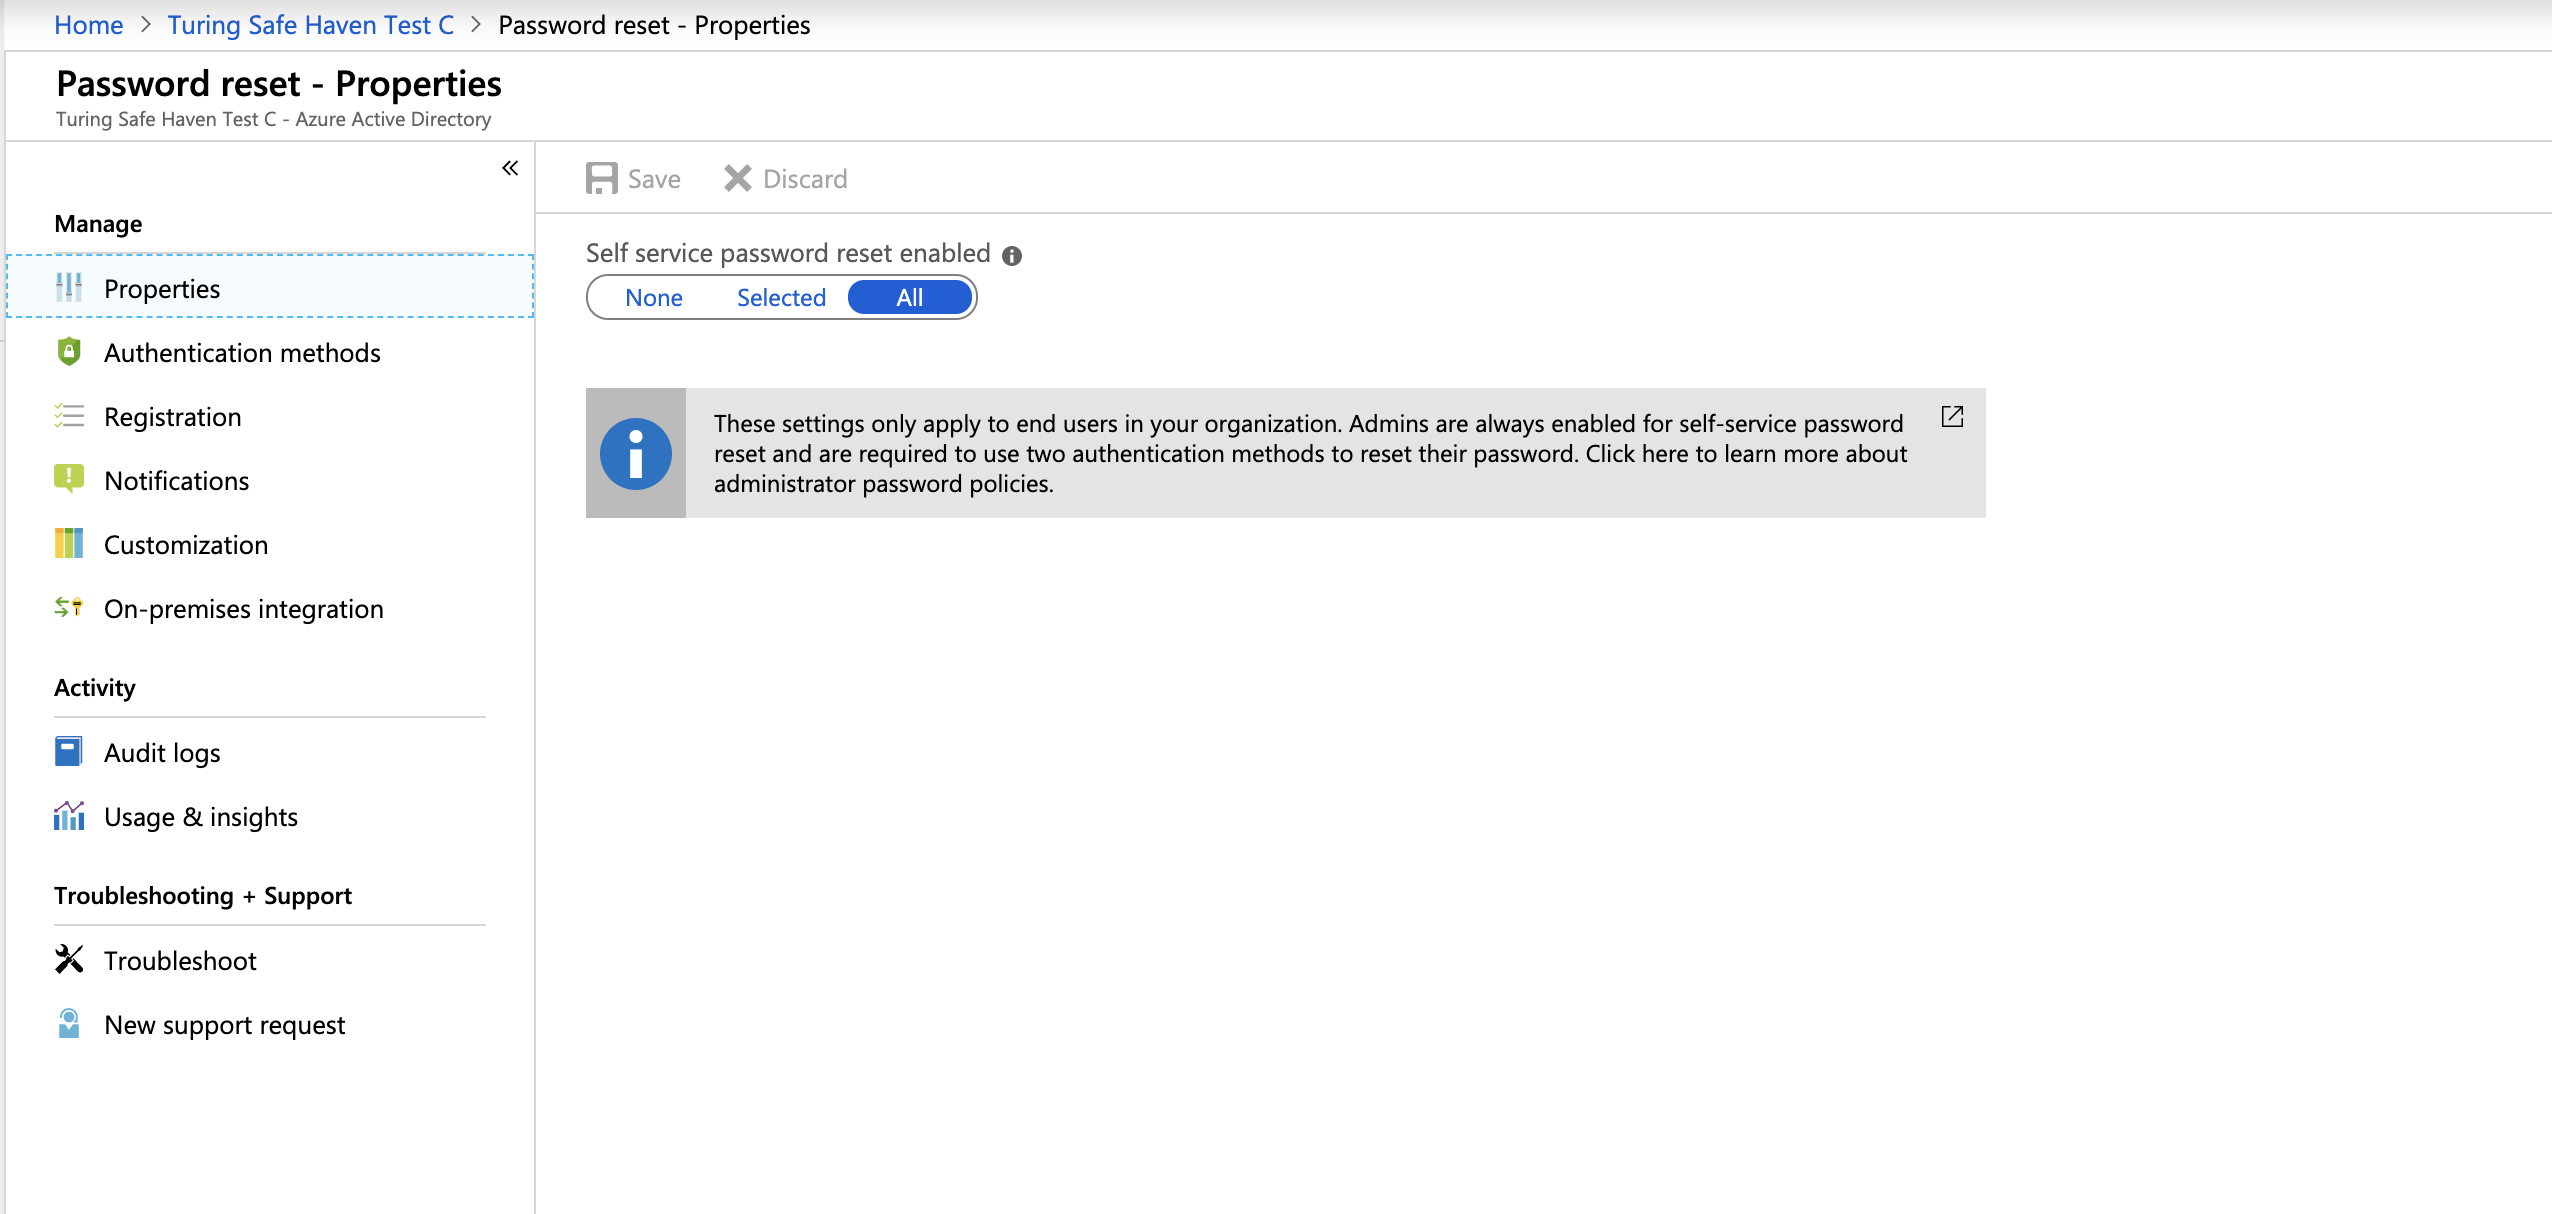 Home > Turing Safe Haven Test C > Password reset - Properties
Password reset - Properties
Turing Safe Haven Test C - Azure Active Directory
«
Manage
Properties
Authentication methods
Registration
Notifications
Customization
On-premises integration
Activity
Audit logs
Usage & insights
Troubleshooting + Support
Troubleshoot
New support request
Save Discard
Self service password reset enabled
None Selected All
These settings only apply to end users in your organization. Admins are always enabled for self-service password
reset and are required to use two authentication methods to reset their password. Click here to learn more about
administrator password policies.